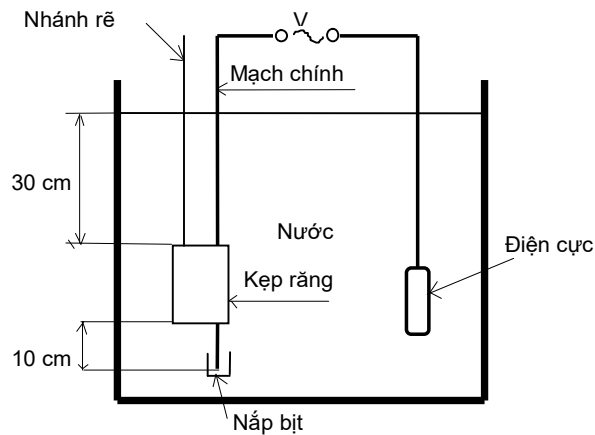 Nhánh rẽ
V
Mạch chính
30 cm
Nước
Điện cực
Kẹp răng
10 cm
Nắp bịt